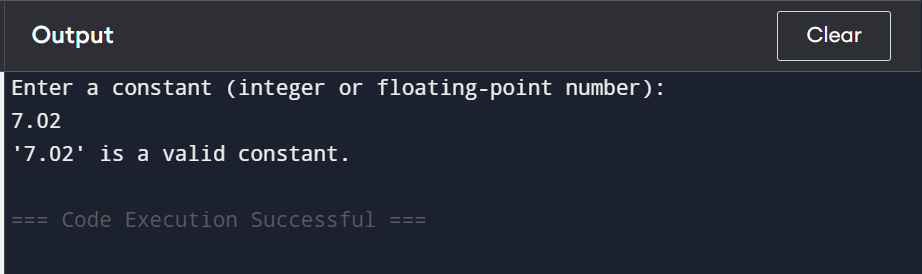 Output
Clear
Enter a constant (integer or floating-point number):
7.02
'7.02' is a valid constant.
=== Code Execution Successful ===